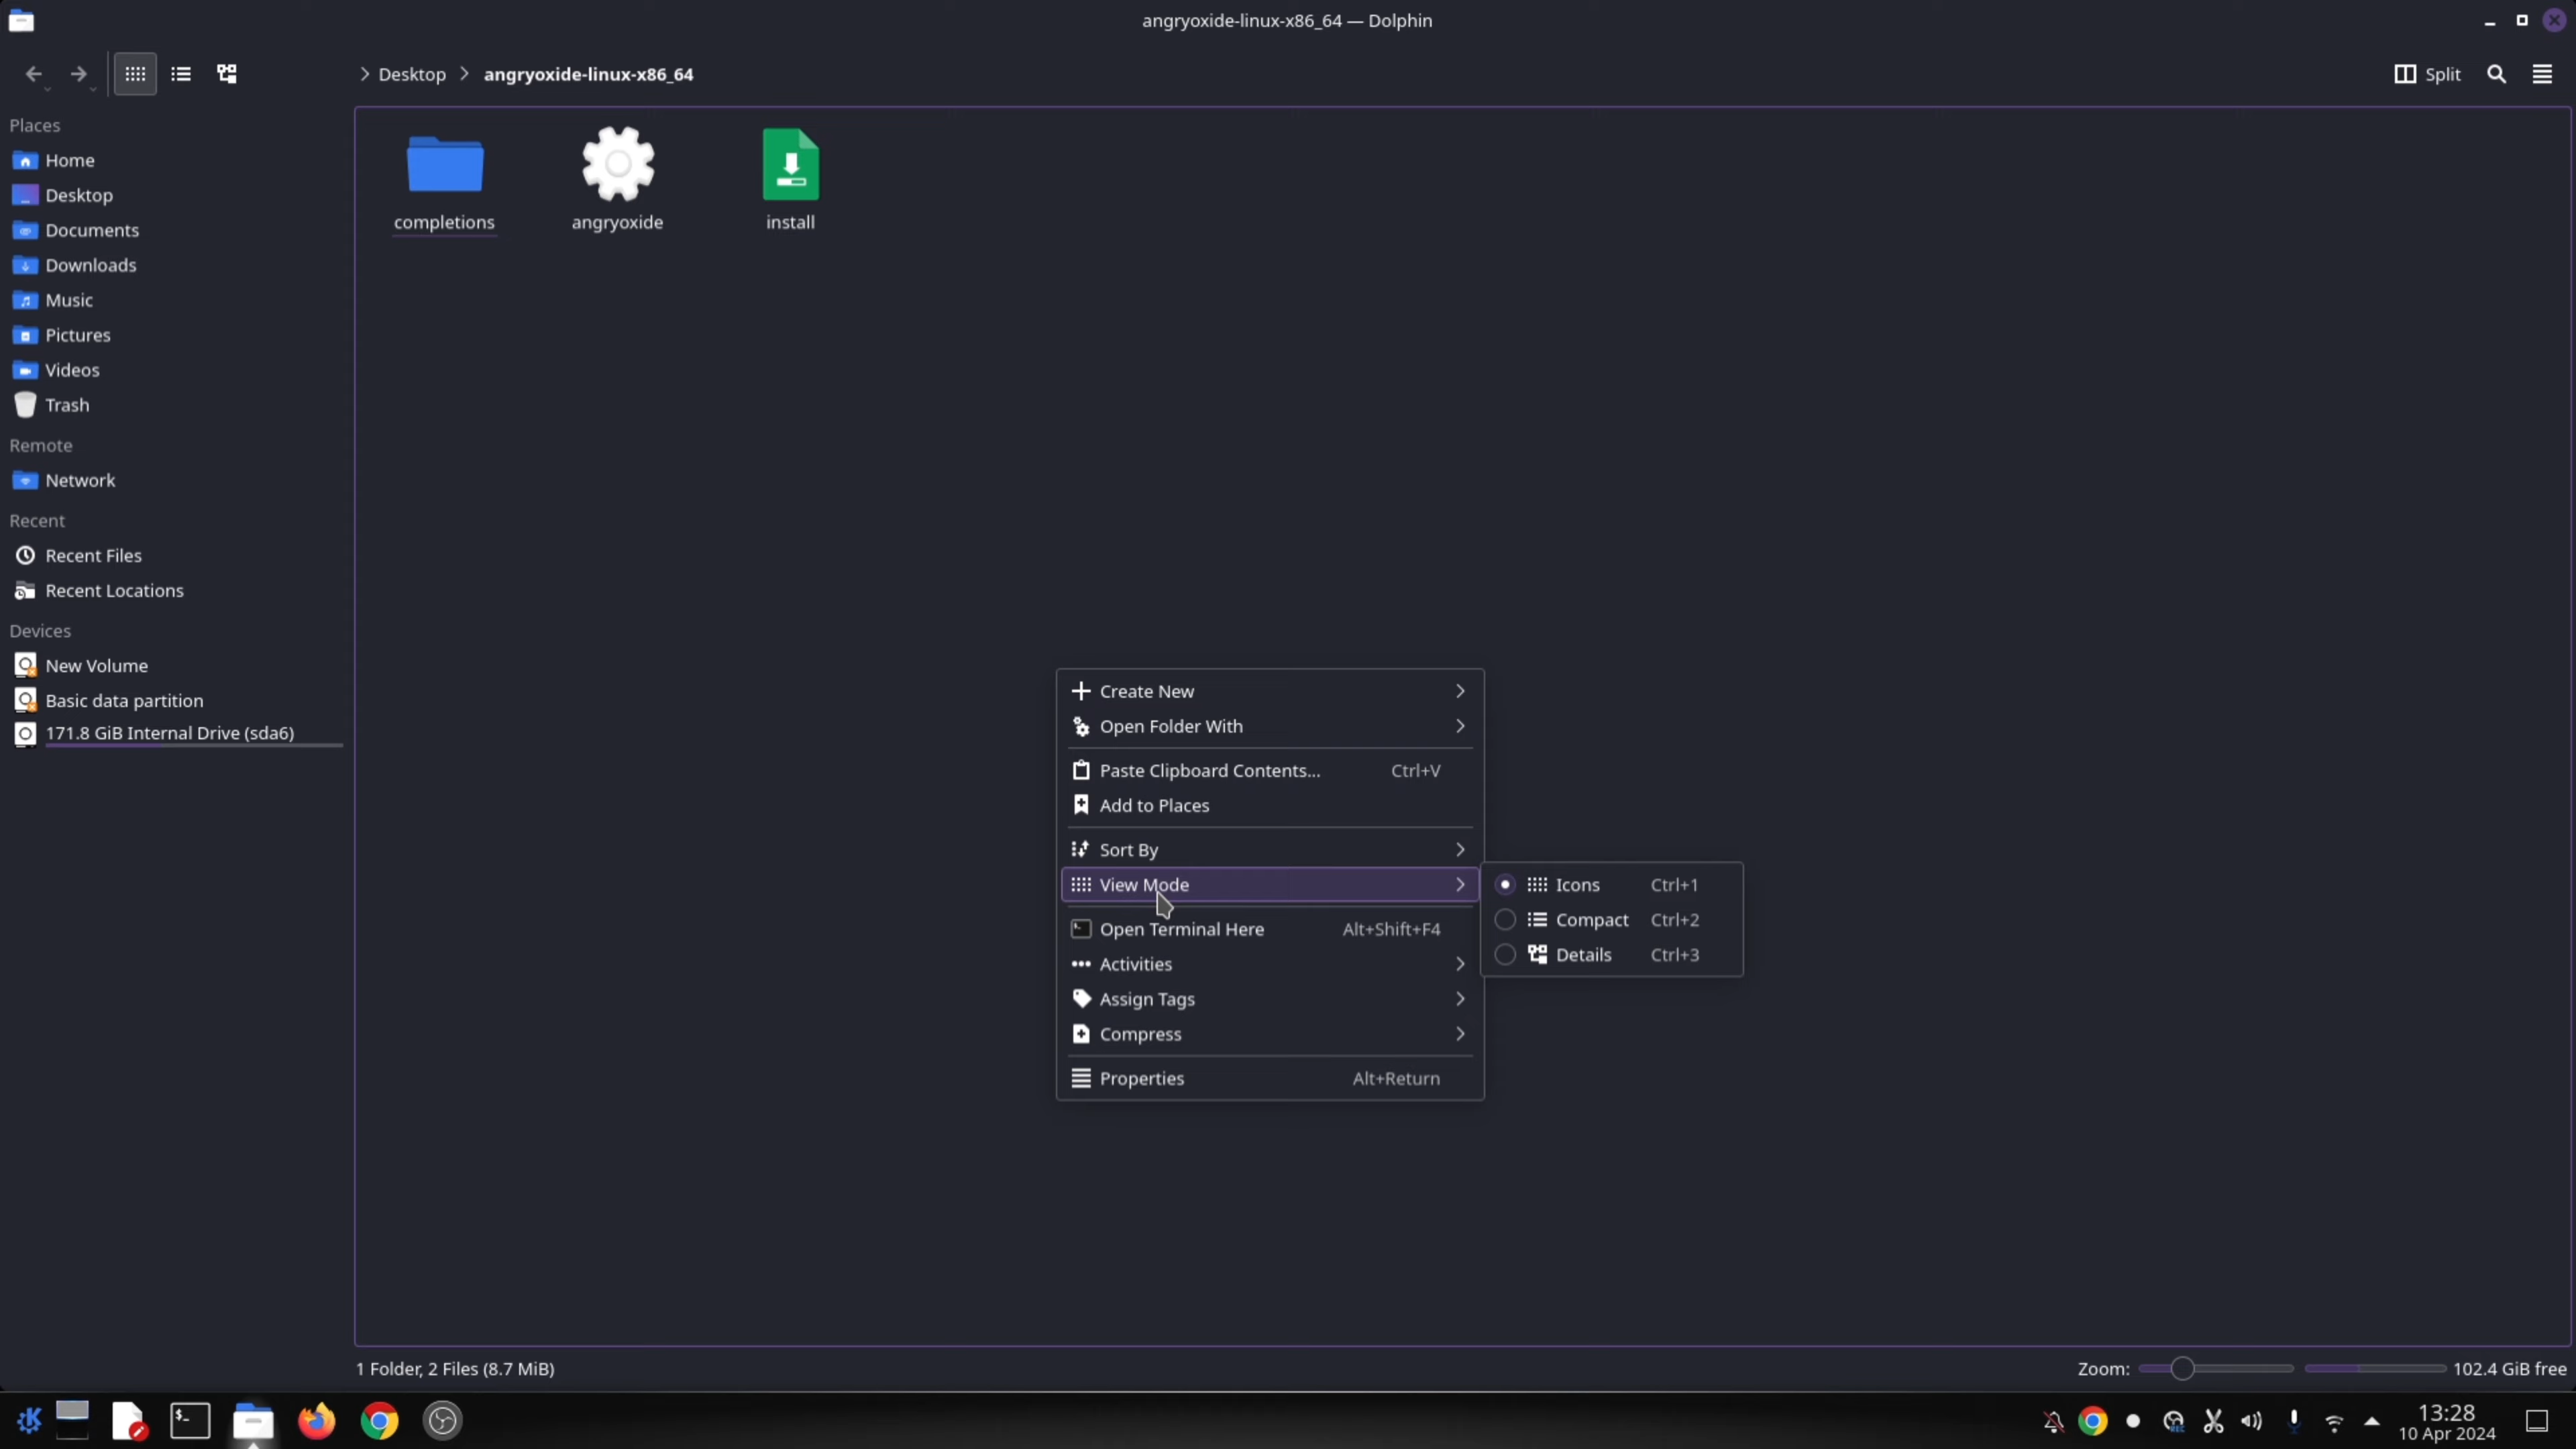 angryoxide-linux-x86_64 — Dolphin
Desktop
angryoxide-linux-x86_64
Split
Places
Home
Desktop
Documents
Downloads
Music
Pictures
Videos
Trash
Remote
Network
Recent
Recent Files
Recent Locations
Devices
New Volume
Basic data partition
171.8 GiB Internal Drive (sda6)
completions
angryoxide
install
Create New
Open Folder With
Paste Clipboard Contents... Ctrl+V
Add to Places
Sort By
View Mode
Open Terminal Here Alt+Shift+F4
Activities
Assign Tags
Compress
Properties Alt+Return
Icons Ctrl+1
Compact Ctrl+2
Details Ctrl+3
1 Folder, 2 Files (8.7 MiB)
Zoom:
102.4 GiB free
13:28
10 Apr 2024